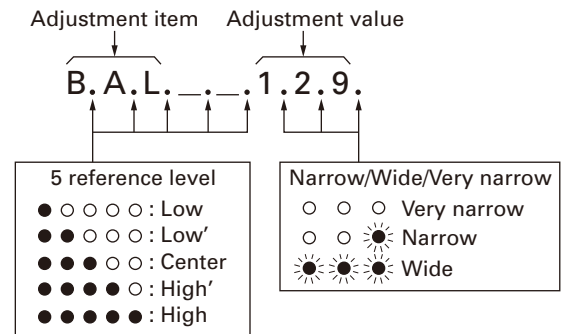 Adjustment item Adjustment value
B.A.L._._.1.2.9.
5 reference level
● ○ ○ ○ ○ : Low
● ● ○ ○ ○ : Low′
● ● ● ○ ○ : Center
● ● ● ● ○ : High′
● ● ● ● ● : High
Narrow/Wide/Very narrow
○ ○ ○ Very narrow
○ ○ ● Narrow
● ● ● Wide